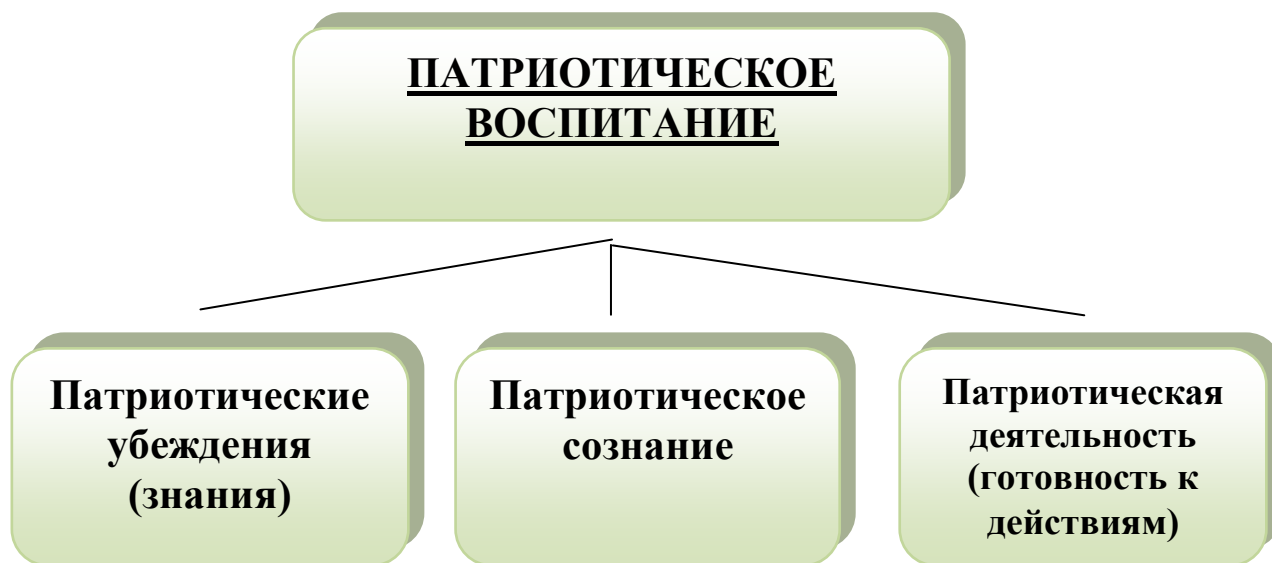 ПАТРИОТИЧЕСКОЕ
ВОСПИТАНИЕ
Патриотические
убеждения
(знания)
Патриотическое
сознание
Патриотическая
деятельность
(готовность к
действиям)